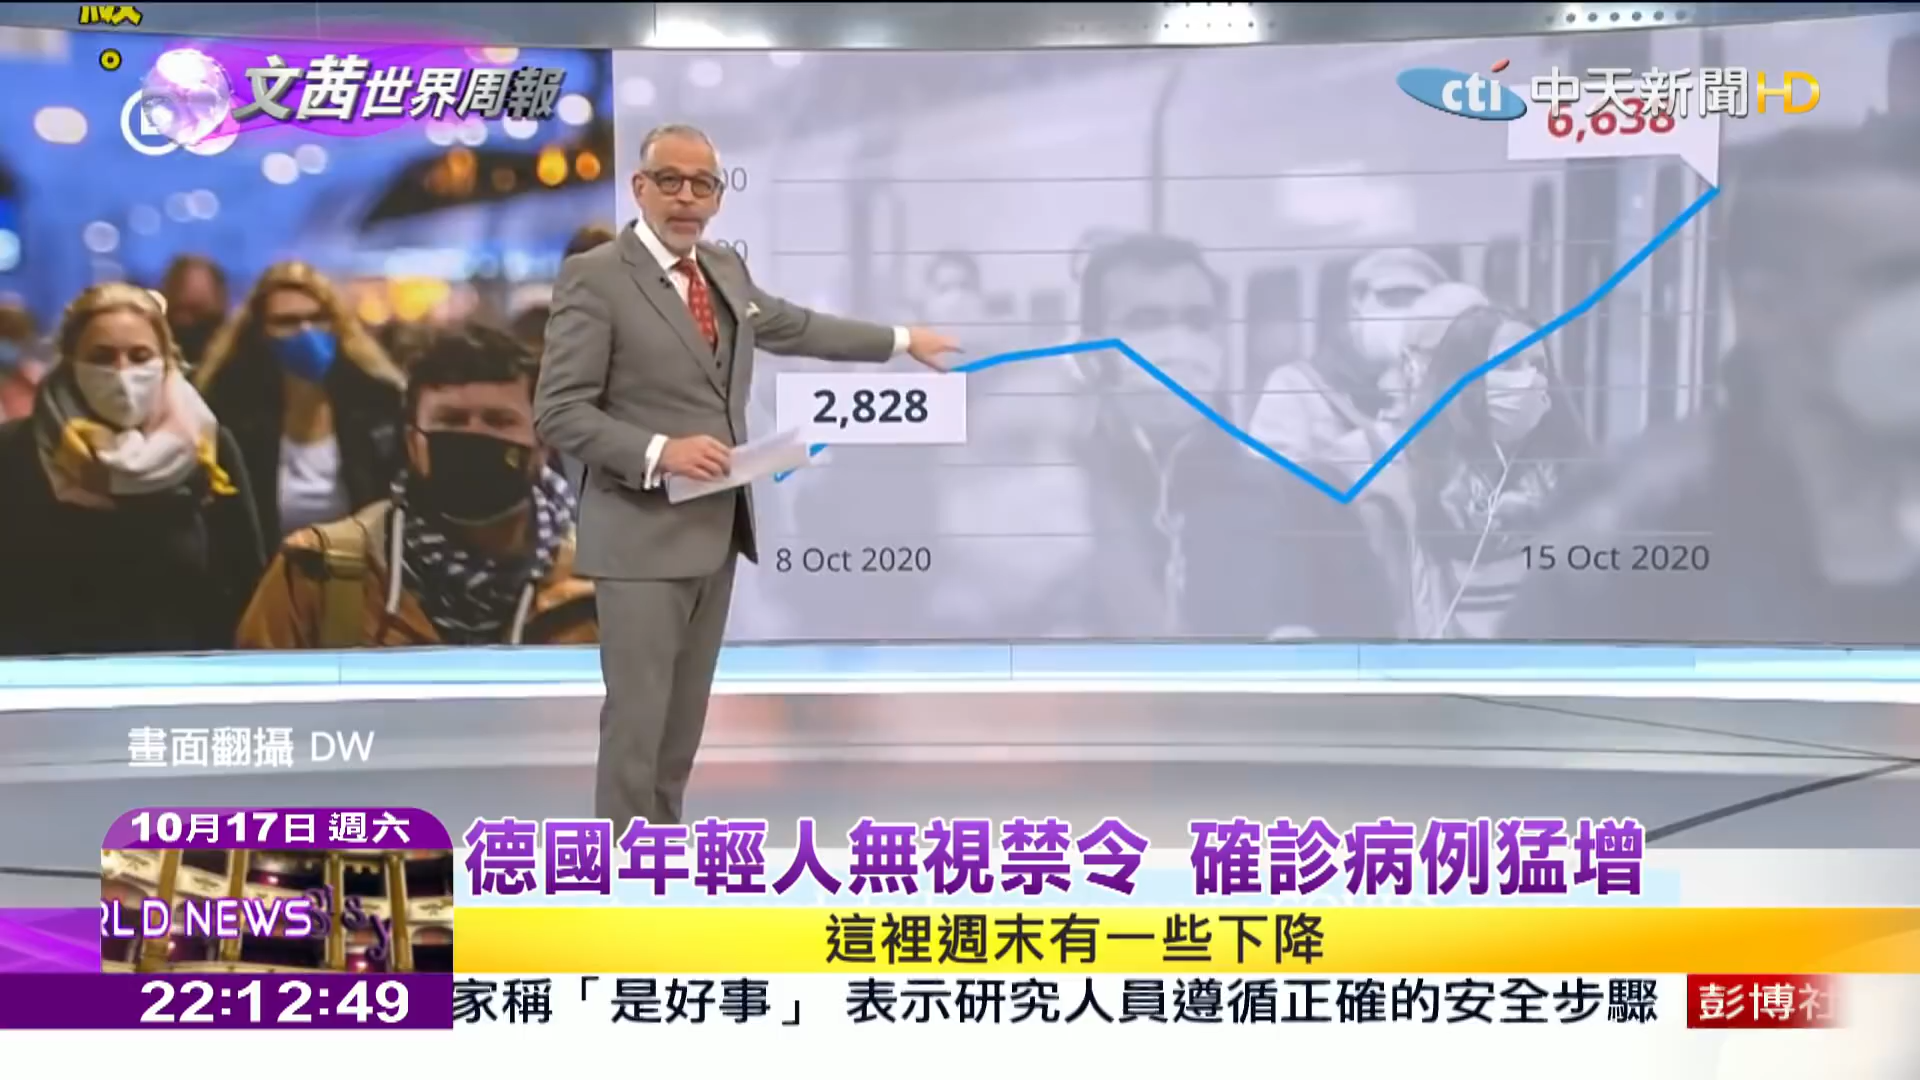 文茜世界周報
cti 中天新聞HD
6,638
2,828
8 Oct 2020
15 Oct 2020
畫面翻攝 DW
10月17日 週六
德國年輕人無視禁令 確診病例猛增
RLD NEWS
這裡週末有一些下降
22:12:49
家稱「是好事」 表示研究人員遵循正確的安全步驟
彭博社